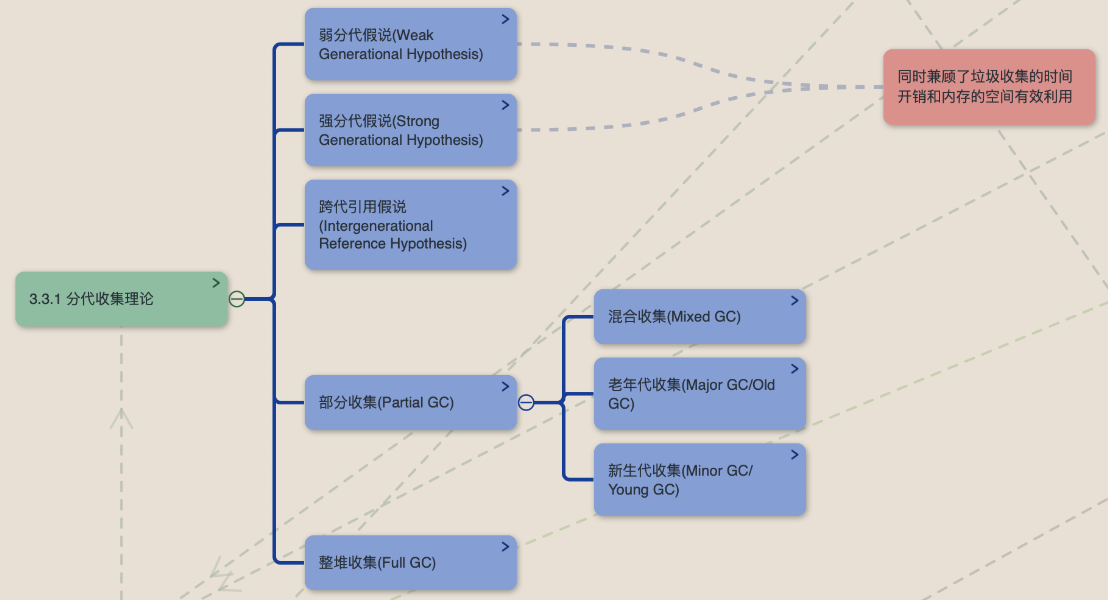 3.3.1 分代收集理论
弱分代假说(Weak
Generational Hypothesis)
强分代假说(Strong
Generational Hypothesis)
同时兼顾了垃圾收集的时间
开销和内存的空间有效利用
跨代引用假说
(Intergenerational
Reference Hypothesis)
部分收集(Partial GC)
混合收集(Mixed GC)
老年代收集(Major GC/Old
GC)
新生代收集(Minor GC/
Young GC)
整堆收集(Full GC)